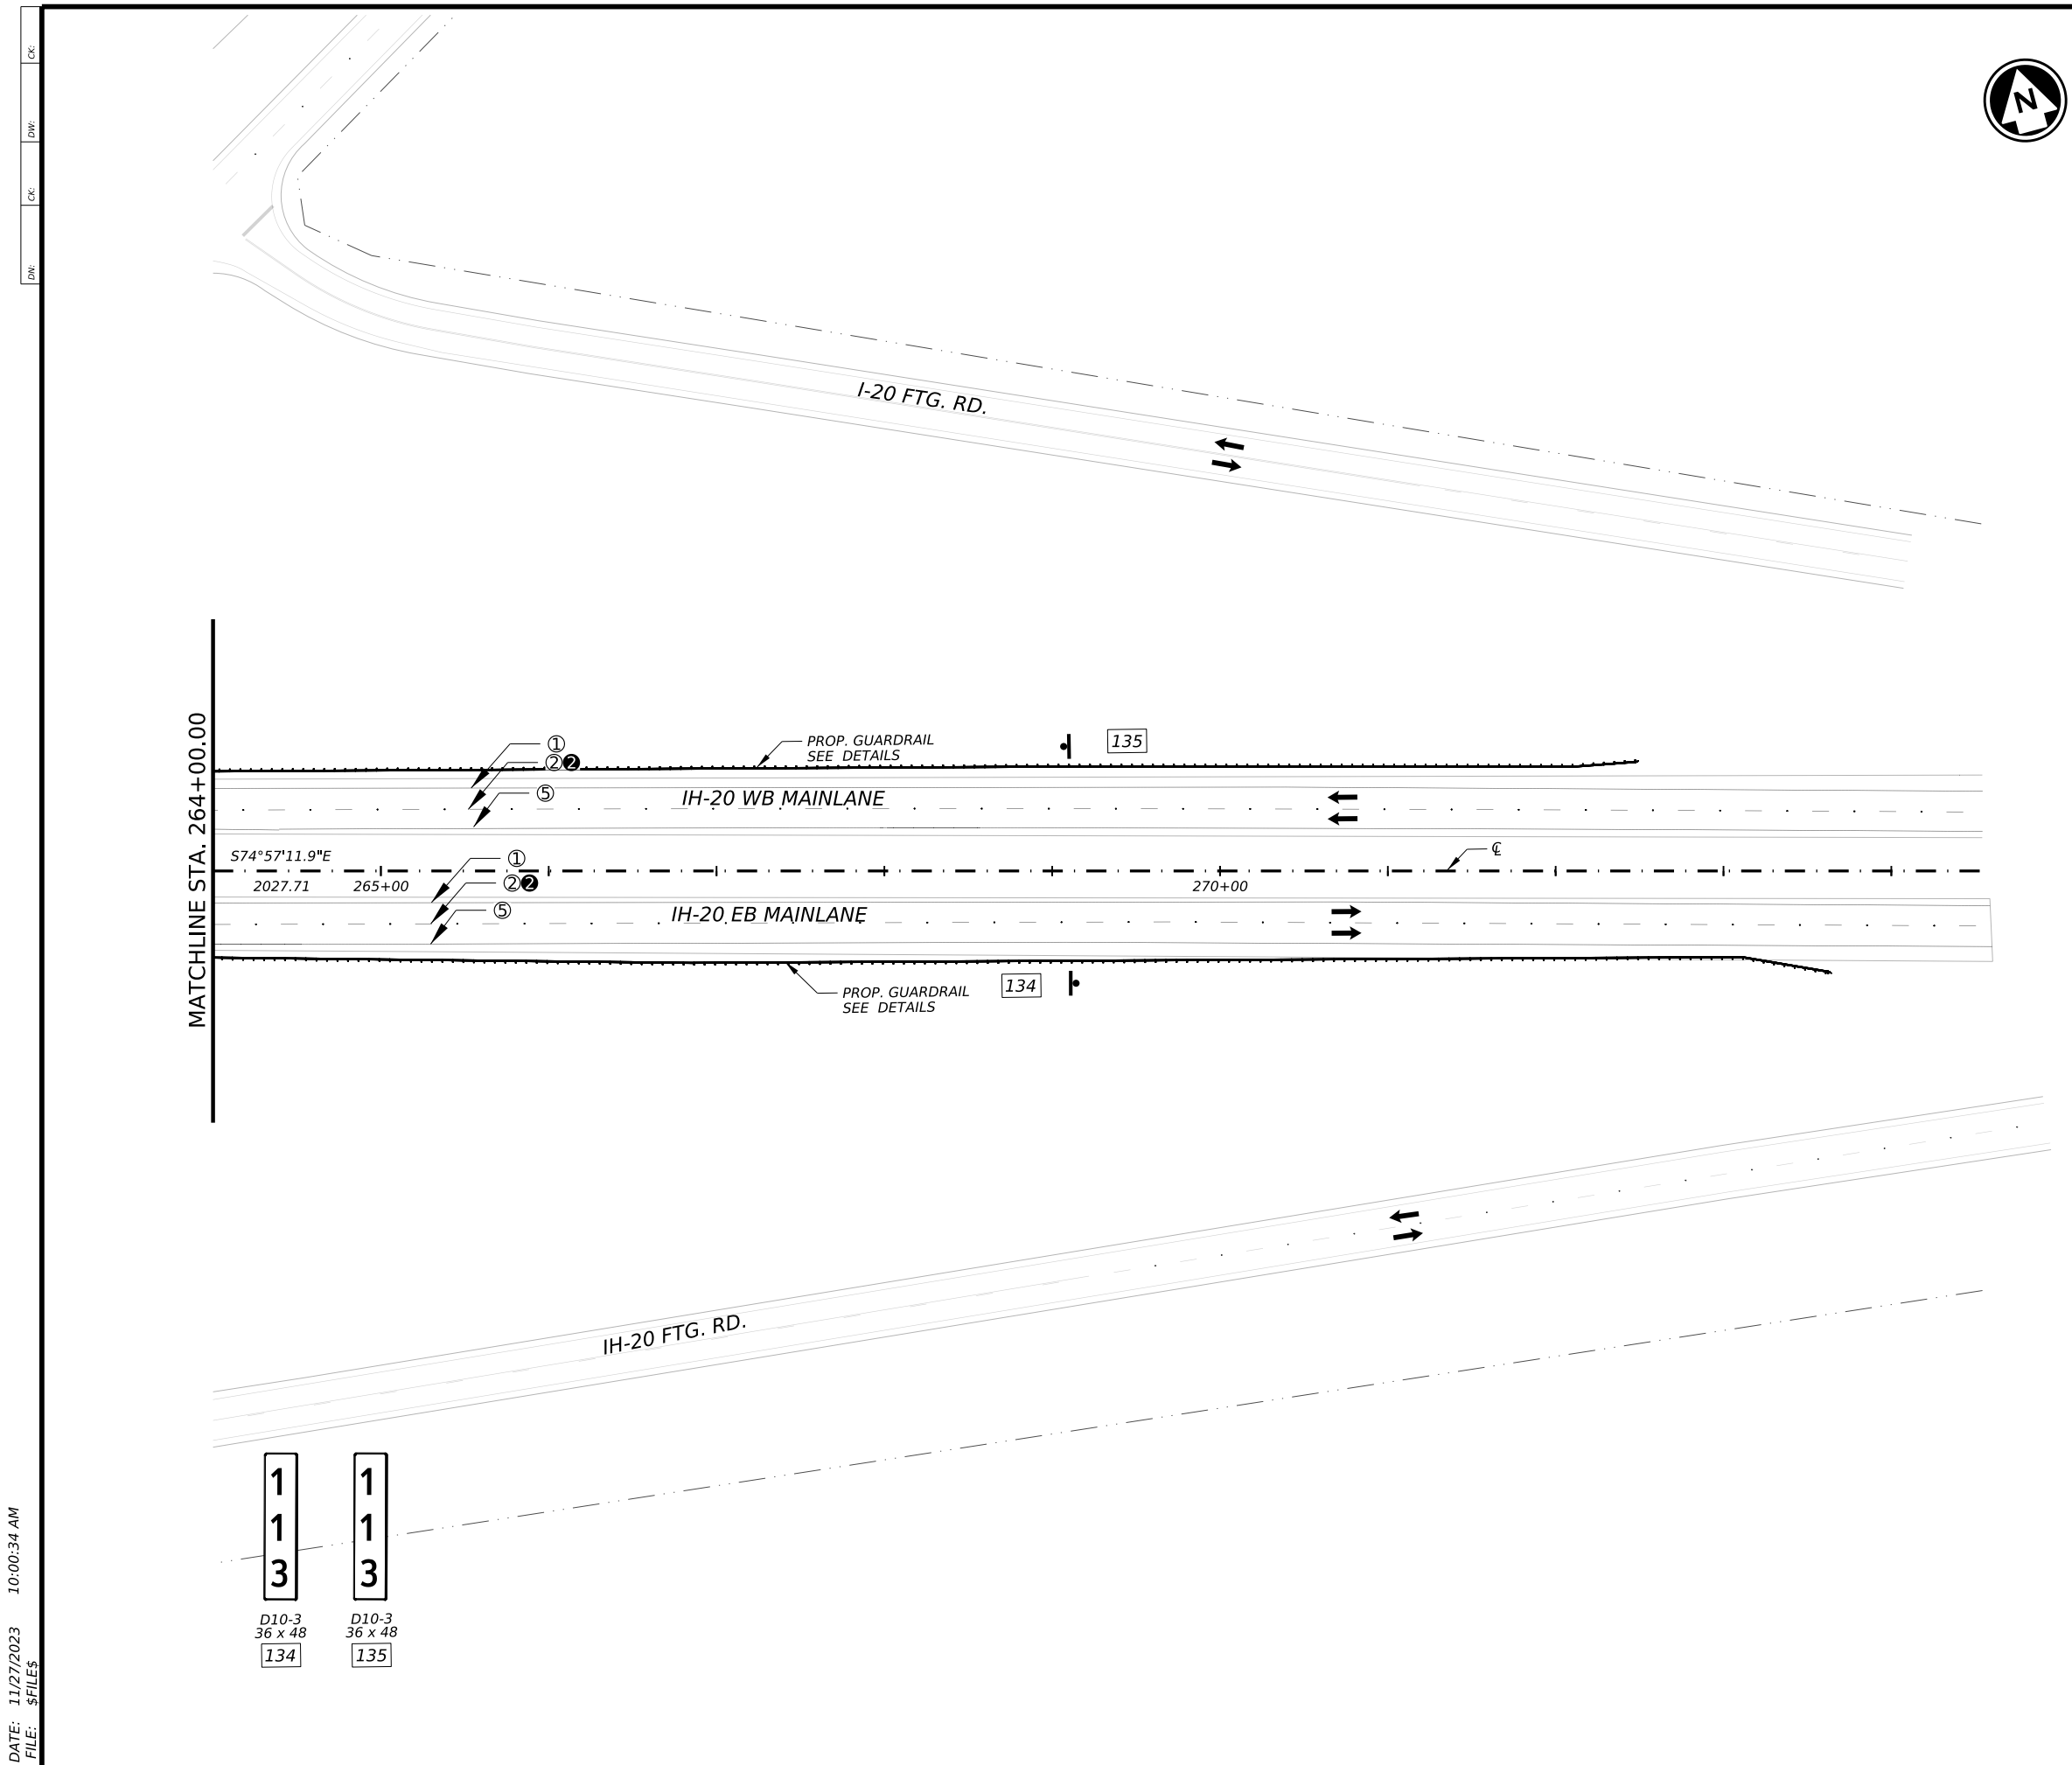 CK:
DW:
CK:
DN:
N
I-20 FTG. RD.
MATCHLINE STA. 264+00.00
①
②❷
⑤
PROP. GUARDRAIL
SEE DETAILS
135
IH-20 WB MAINLANE
S74°57'11.9"E
2027.71
265+00
270+00
℄
①
②❷
⑤
IH-20 EB MAINLANE
PROP. GUARDRAIL
SEE DETAILS
134
IH-20 FTG. RD.
1
1
3
D10-3
36 x 48
134
1
1
3
D10-3
36 x 48
135
DATE: 11/27/2023 10:00:34 AM
FILE: $FILE$